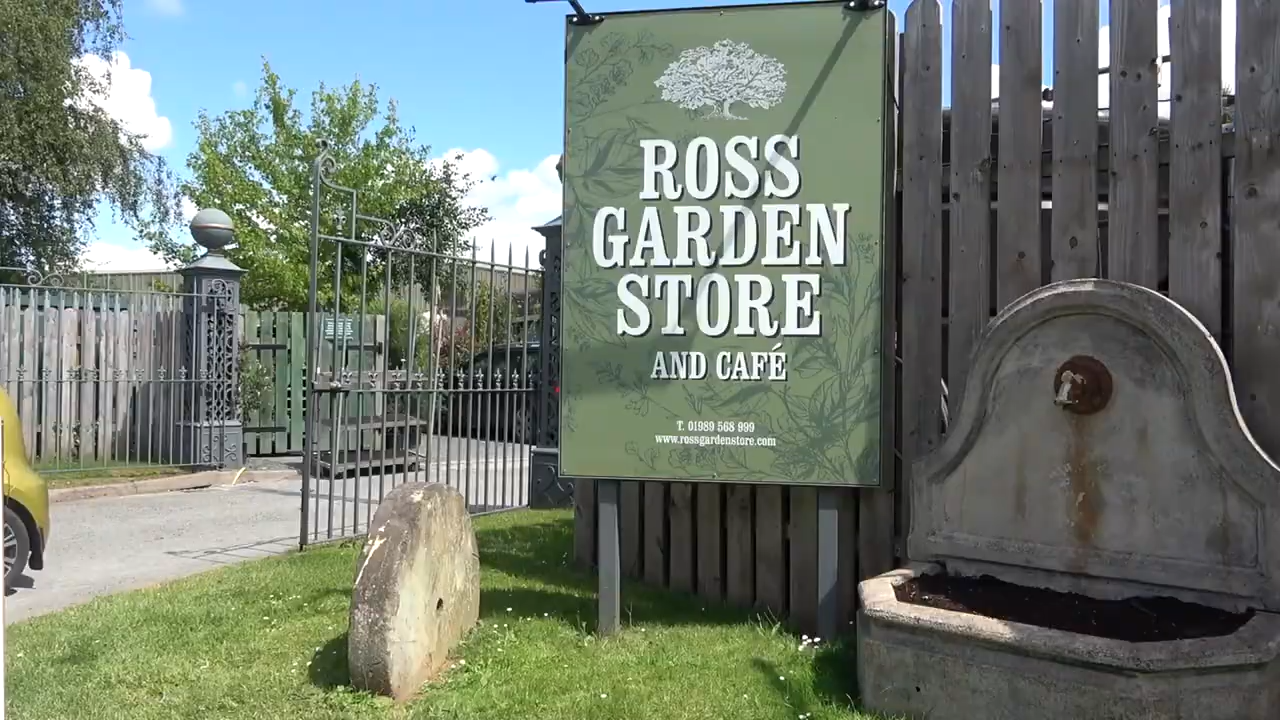 ROSS
GARDEN
STORE
AND CAFÉ
T. 01989 568 999
www.rossgardenstore.com